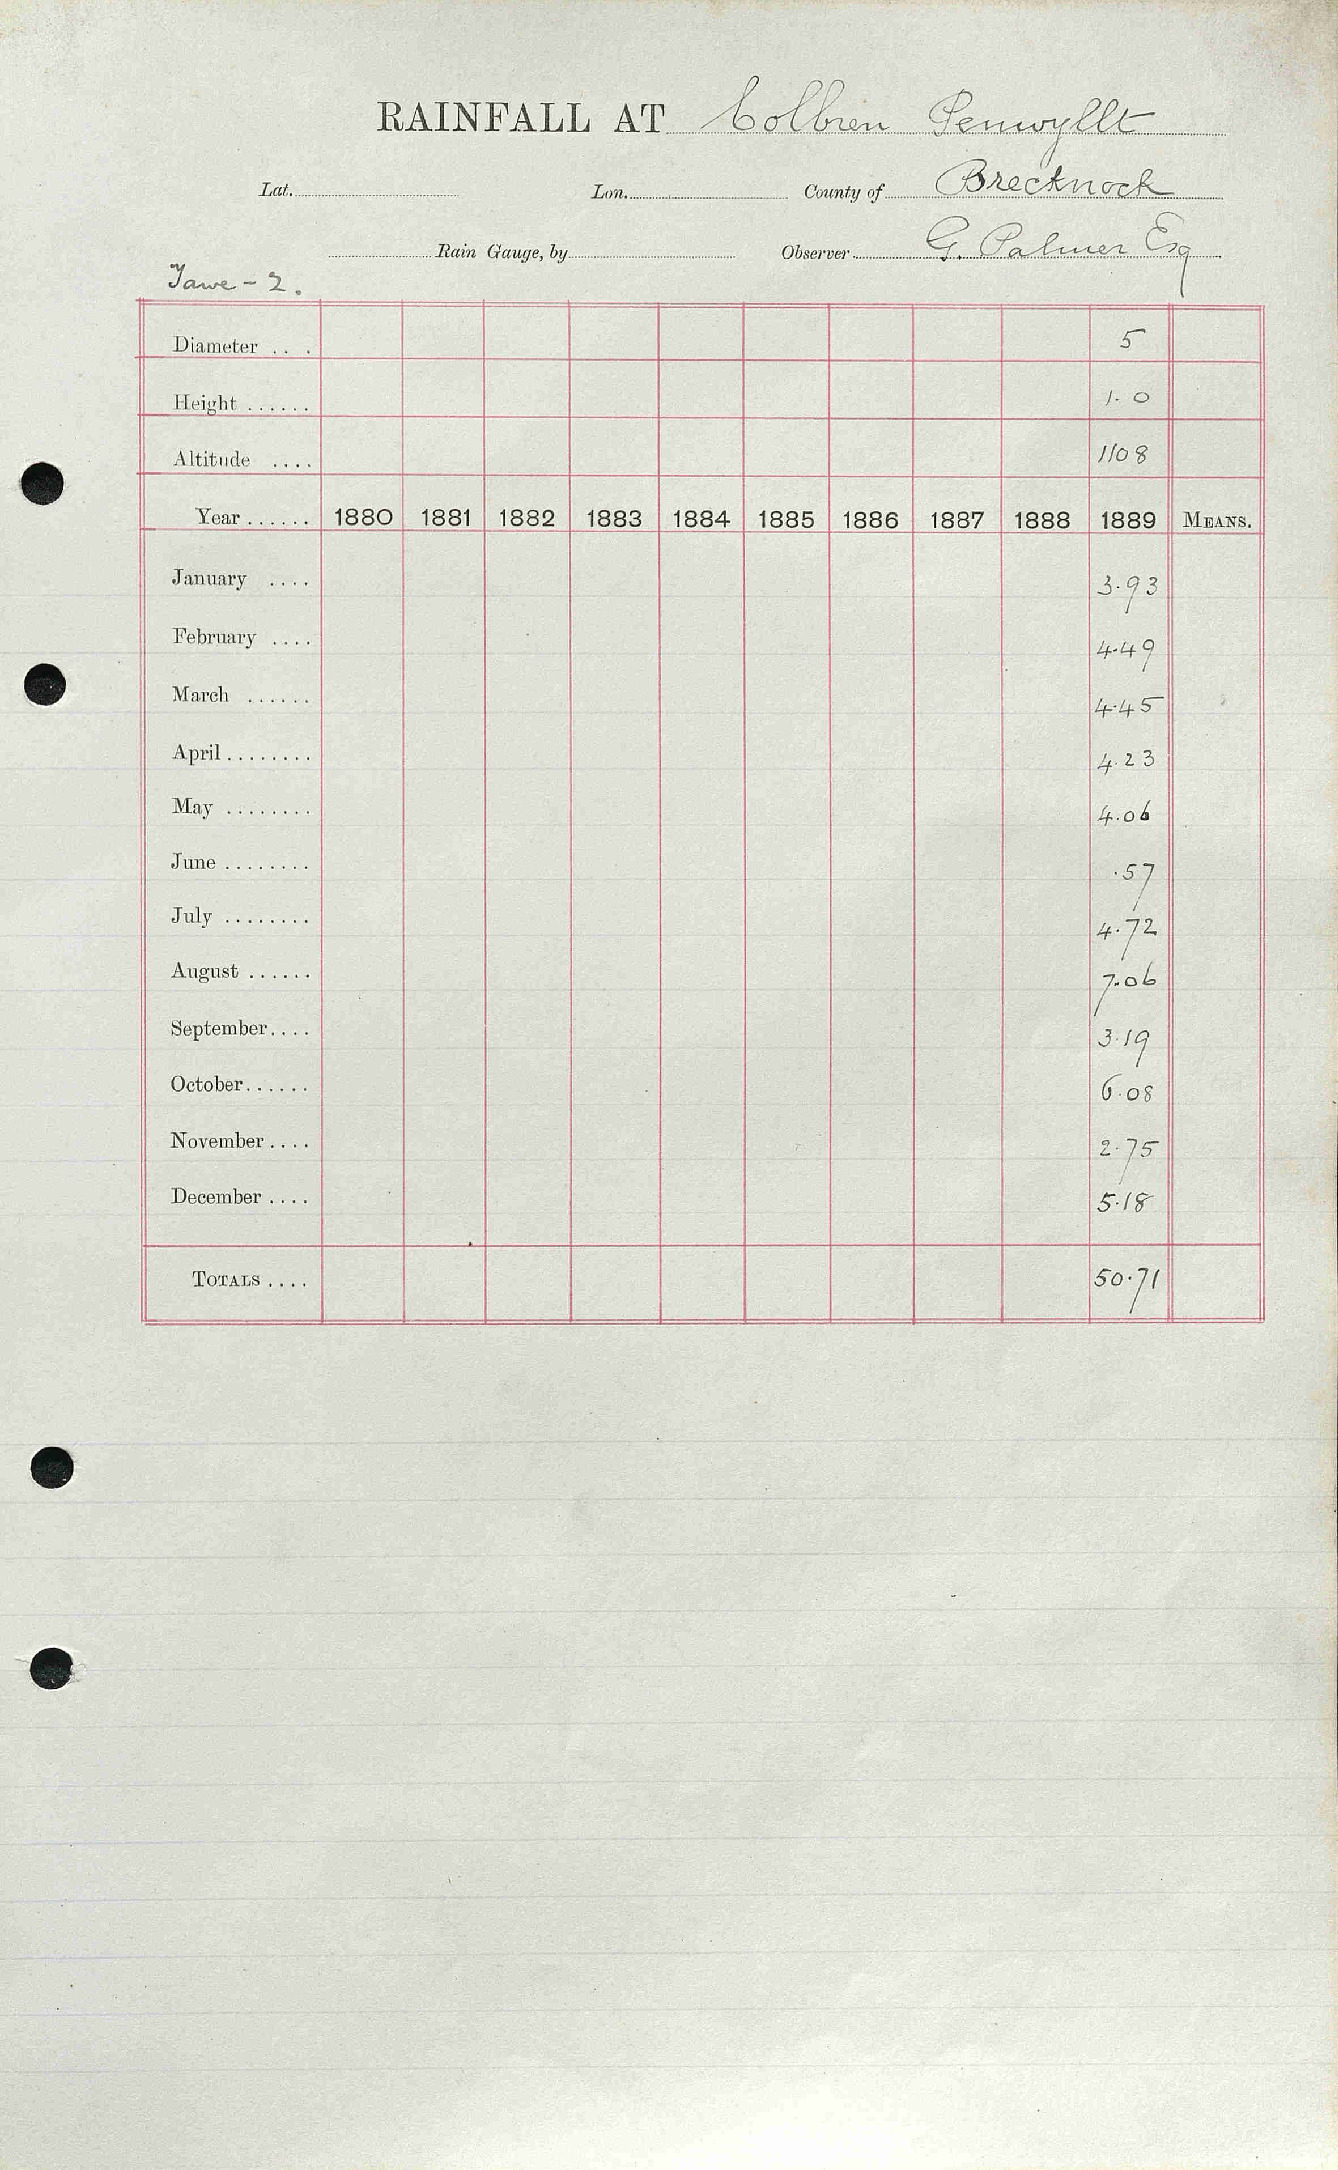 RAINFALL AT Colbren Penwyllt
Lat. Lon. County of Brecknock
Rain Gauge, by Observer G. Palmer Esq
Tawe - 2.
Diameter .. . 5
Height ...... 1.0
Altitude .... 1108
Year ...... 1880 1881 1882 1883 1884 1885 1886 1887 1888 1889 MEANS.
January .... 3.93
February .... 4.49
March ...... 4.45
April ........ 4.23
May ........ 4.06
June ........ .57
July ........ 4.72
August ...... 7.06
September.... 3.19
October...... 6.08
November .... 2.75
December .... 5.18
TOTALS .... 50.71